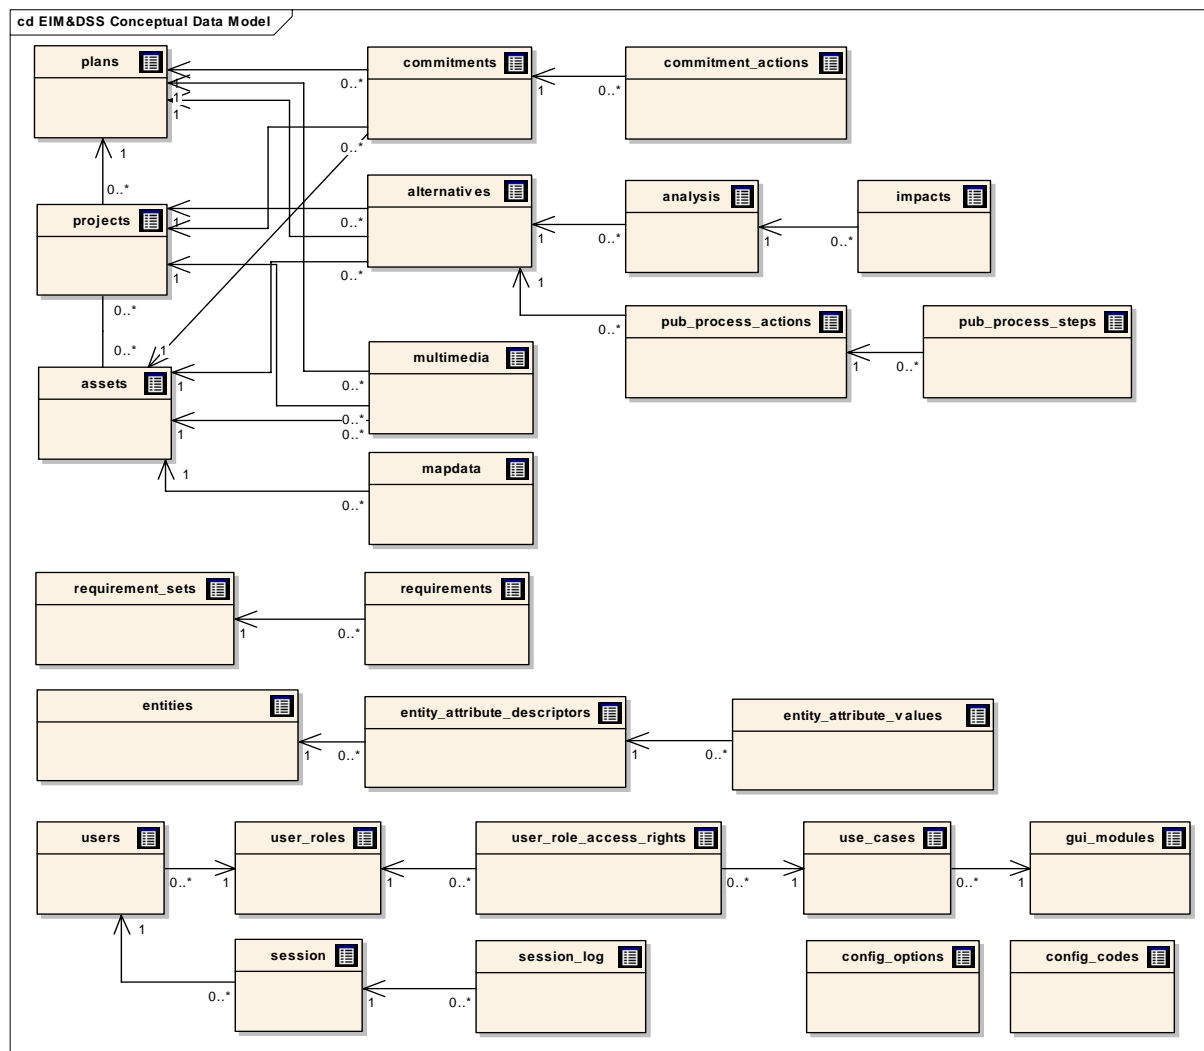 cd EIM&DSS Conceptual Data Model
plans
commitments
commitment_actions
1
0..*
1
0..*
1
1
1
0..*
0..*
projects
alternatives
analysis
impacts
1
1
0..*
1
0..*
1
0..*
1
0..*
1
0..*
0..*
pub_process_actions
pub_process_steps
0..*
1
0..*
1
assets
multimedia
1
0..*
1
0..*
0..*
0..*
1
mapdata
1
0..*
requirement_sets
requirements
1
0..*
entities
entity_attribute_descriptors
entity_attribute_values
1
0..*
1
0..*
users
user_roles
user_role_access_rights
use_cases
gui_modules
0..*
1
1
0..*
0..*
1
0..*
1
1
session
session_log
config_options
config_codes
0..*
1
0..*